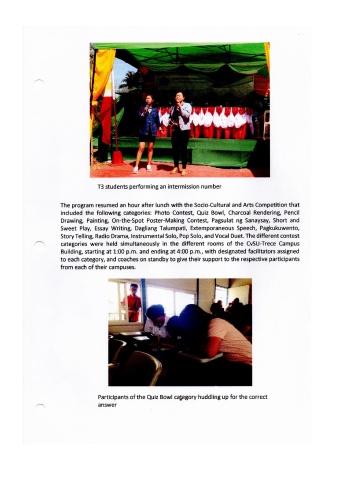 T3 students performing an intermission number
The program resumed an hour after lunch with the Socio-Cultural and Arts Competition that
included the following categories: Photo Contest, Quiz Bowl, Charcoal Rendering, Pencil
Drawing, Painting, On-the-Spot Poster-Making Contest, Pagsulat ng Sanaysay, Short and
Sweet Play, Essay Writing, Dagliang Talumpati, Extemporaneous Speech, Pagkukuwento,
Story Telling, Radio Drama, Instrumental Solo, Pop Solo, and Vocal Duet. The different contest
categories were held simultaneously in the different rooms of the CvSU-Trece Campus
Building, starting at 1:00 p.m. and ending at 4:00 p.m., with designated facilitators assigned
to each category, and coaches on standby to give their support to the respective participants
from each of their campuses.
Participants of the Quiz Bowl category huddling up for the correct
answer